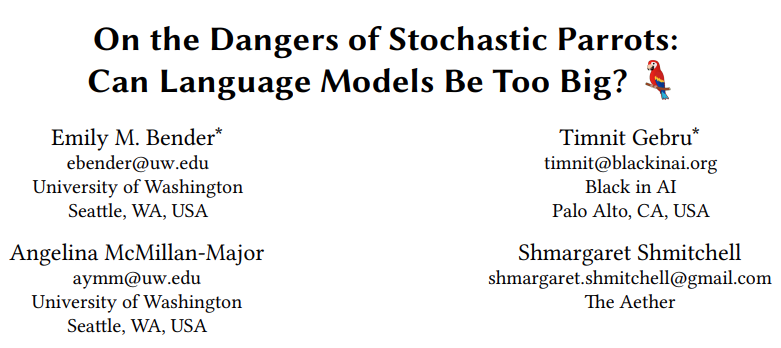 On the Dangers of Stochastic Parrots:
Can Language Models Be Too Big? 🦜
Emily M. Bender*
ebender@uw.edu
University of Washington
Seattle, WA, USA
Timnit Gebru*
timnit@blackinai.org
Black in AI
Palo Alto, CA, USA
Angelina McMillan-Major
aymm@uw.edu
University of Washington
Seattle, WA, USA
Shmargaret Shmitchell
shmargaret.shmitchell@gmail.com
The Aether